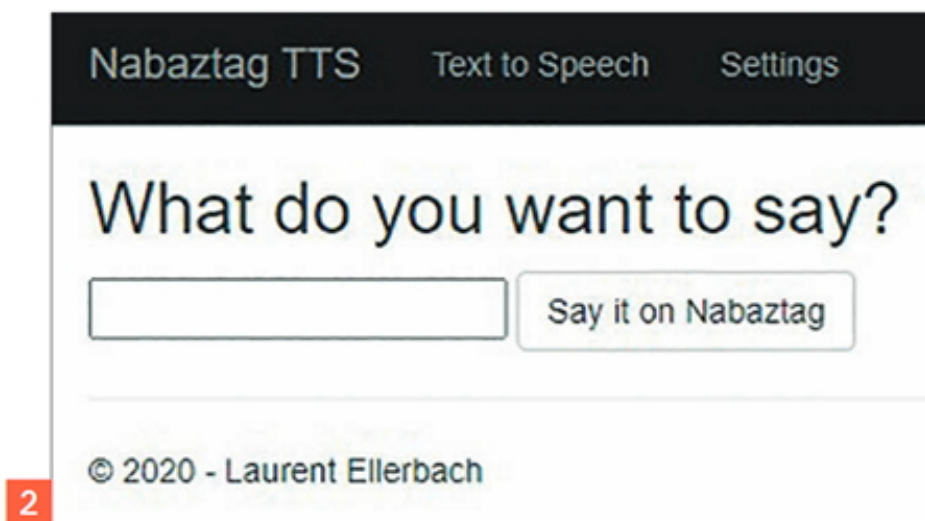 Nabaztag TTS Text to Speech Settings
What do you want to say?
Say it on Nabaztag
© 2020 - Laurent Ellerbach
2